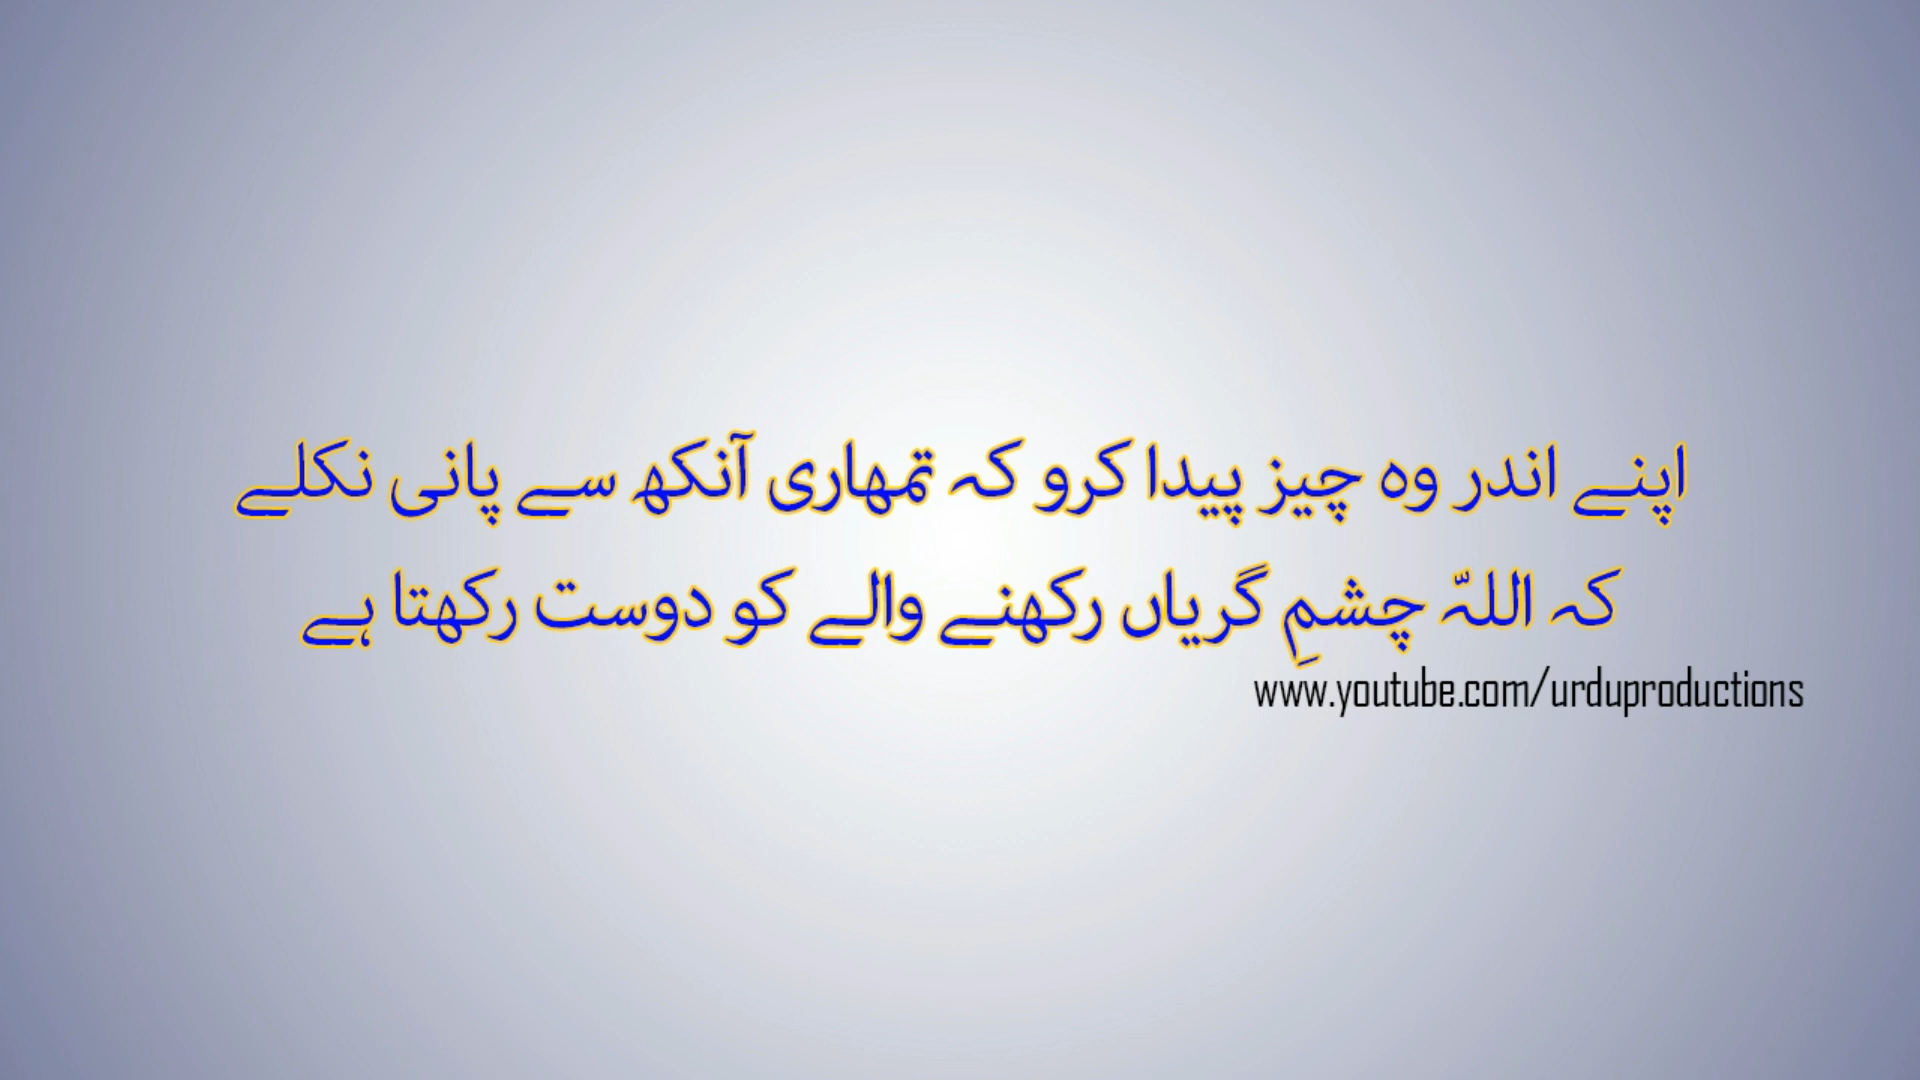 اپنے اندر وہ چیز پیدا کرو کہ تمھاری آنکھ سے پانی نکلے
کہ اللہّ چشمِ گریاں رکھنے والے کو دوست رکھتا ہے
www.youtube.com/urduproductions